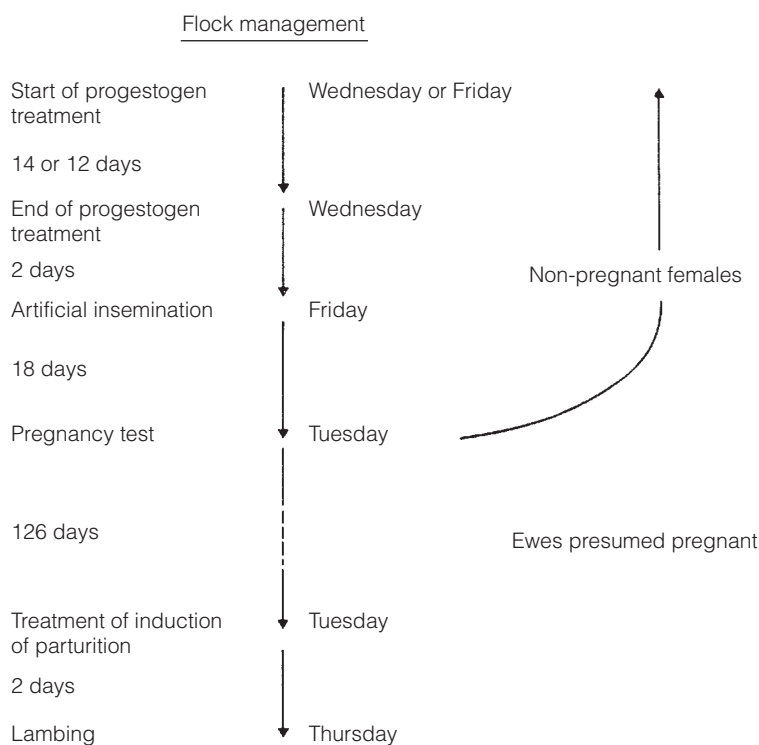 Flock management
Start of progestogen
treatment
Wednesday or Friday
14 or 12 days
End of progestogen
treatment
Wednesday
2 days
Non-pregnant females
Artificial insemination
Friday
18 days
Pregnancy test
Tuesday
126 days
Ewes presumed pregnant
Treatment of induction
of parturition
Tuesday
2 days
Lambing
Thursday